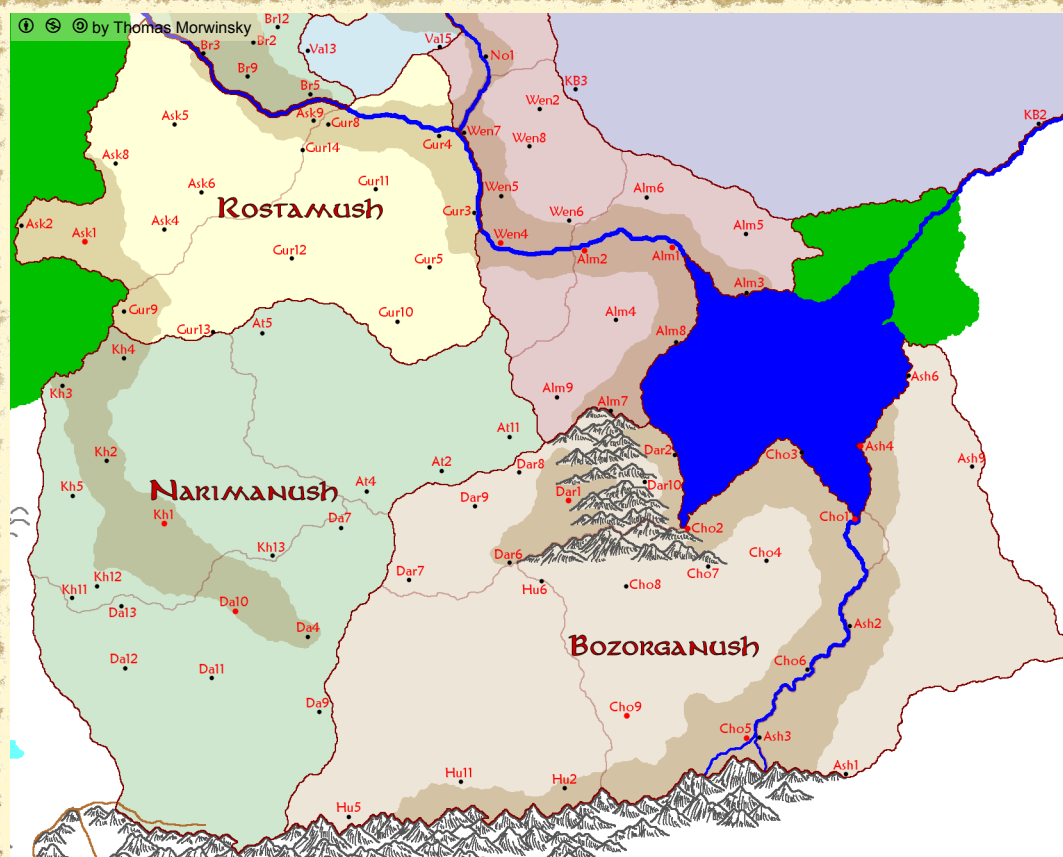 by Thomas Morwinsky
Br12
Br3
Br2
Va13
Va15
No1
Br9
KB3
Br5
Wen2
KB2
Ask5
Ask9
Gur8
Wen7
Gur4
Wen8
Gur14
Ask8
Ask6
Gur11
Wen5
Alm6
Rostamush
Gur3
Wen6
Ask2
Ask4
Ask1
Wen4
Alm5
Gur12
Gur5
Alm2
Alm1
Alm3
Gur9
Gur10
Alm4
Gur13
At5
Alm8
Kh4
Ash6
Kh3
Alm9
Alm7
At11
Ash4
Kh2
Dar2
Cho3
Ash9
At2
Dar8
Kh5
Narimanush
At4
Dar9
Dar1
Dar10
Kh1
Da7
Cho1
Cho2
Kh13
Dar6
Cho4
Dar7
Cho7
Kh12
Kh11
Hu6
Cho8
Da13
Da10
Da4
Ash2
Bozorganush
Da12
Da11
Cho6
Da9
Cho9
Cho5
Ash3
Hu11
Hu2
Ash1
Hu5